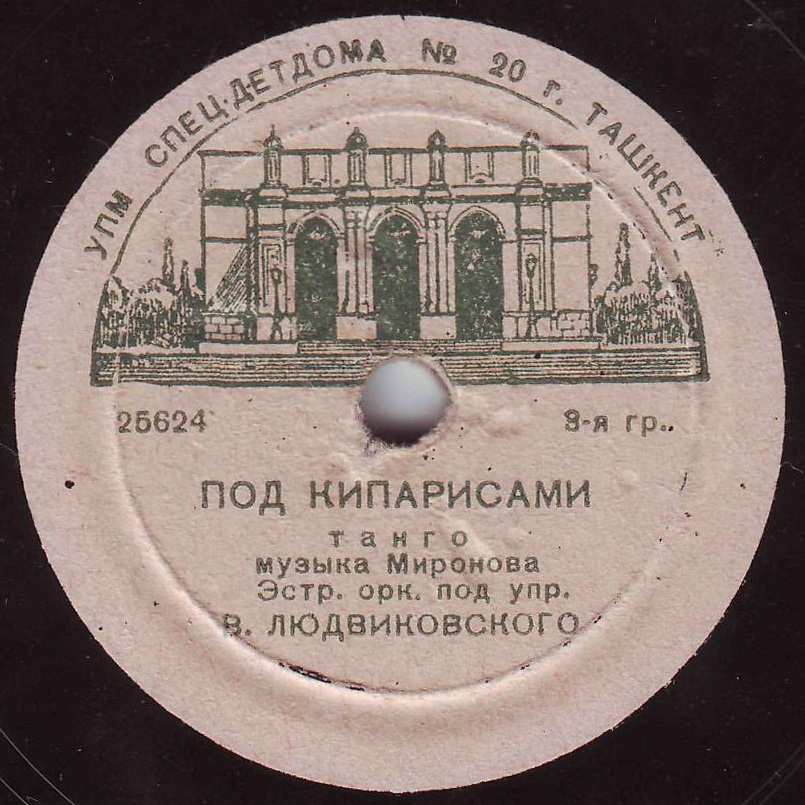 УПМ СПЕЦ.ДЕТДОМА № 20 г. ТАШКЕНТ
25624 3-я гр..
ПОД КИПАРИСАМИ
танго
музыка Миронова
Эстр. орк. под упр.
В. ЛЮДВИКОВСКОГО